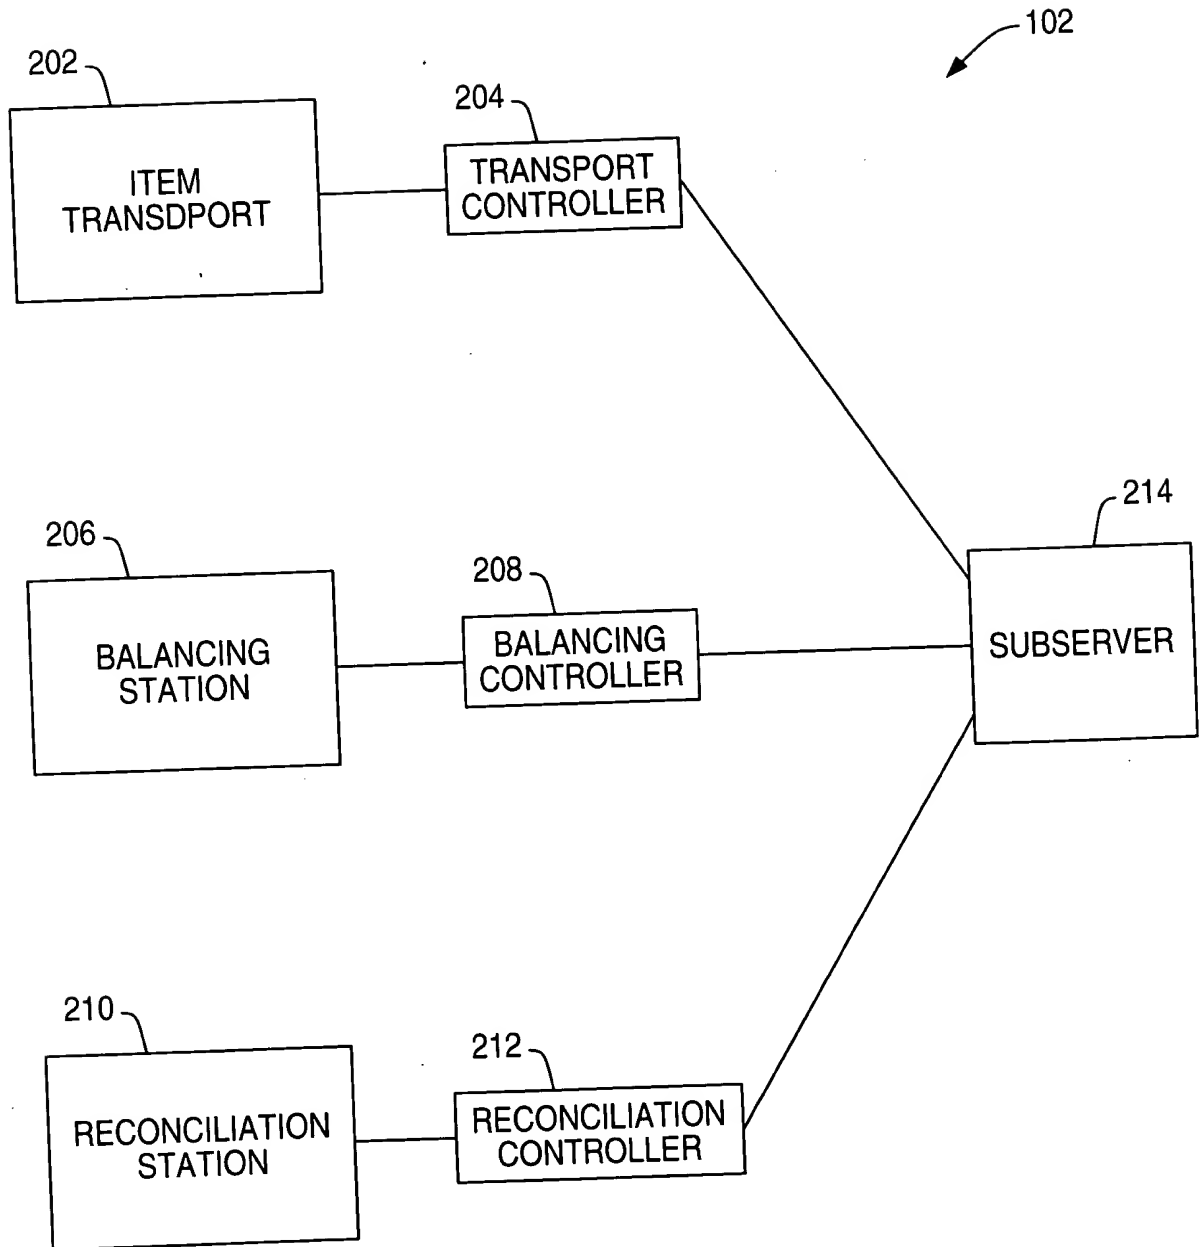 102
202
ITEM
TRANSDPORT
204
TRANSPORT
CONTROLLER
206
BALANCING
STATION
208
BALANCING
CONTROLLER
214
SUBSERVER
210
RECONCILIATION
STATION
212
RECONCILIATION
CONTROLLER